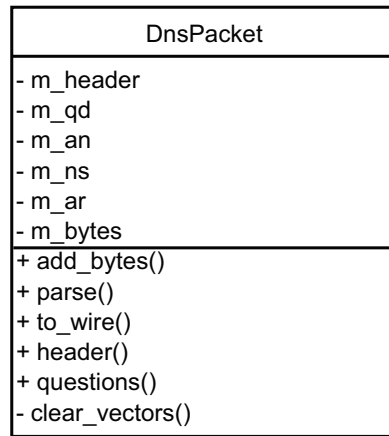 DnsPacket
- m_header
- m_qd
- m_an
- m_ns
- m_ar
- m_bytes
+ add_bytes()
+ parse()
+ to_wire()
+ header()
+ questions()
- clear_vectors()